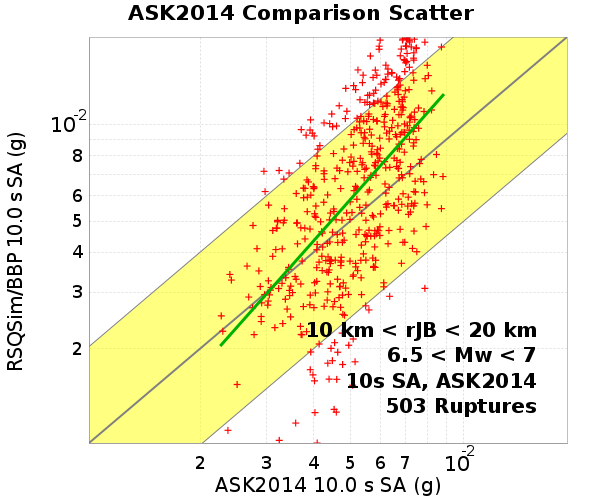 ASK2014 Comparison Scatter
RSQSim/BBP 10.0 s SA (g)
10⁻²
8
6
5
4
3
2
10 km < rJB < 20 km
6.5 < Mw < 7
10s SA, ASK2014
503 Ruptures
2 3 4 5 6 7 10⁻²
ASK2014 10.0 s SA (g)